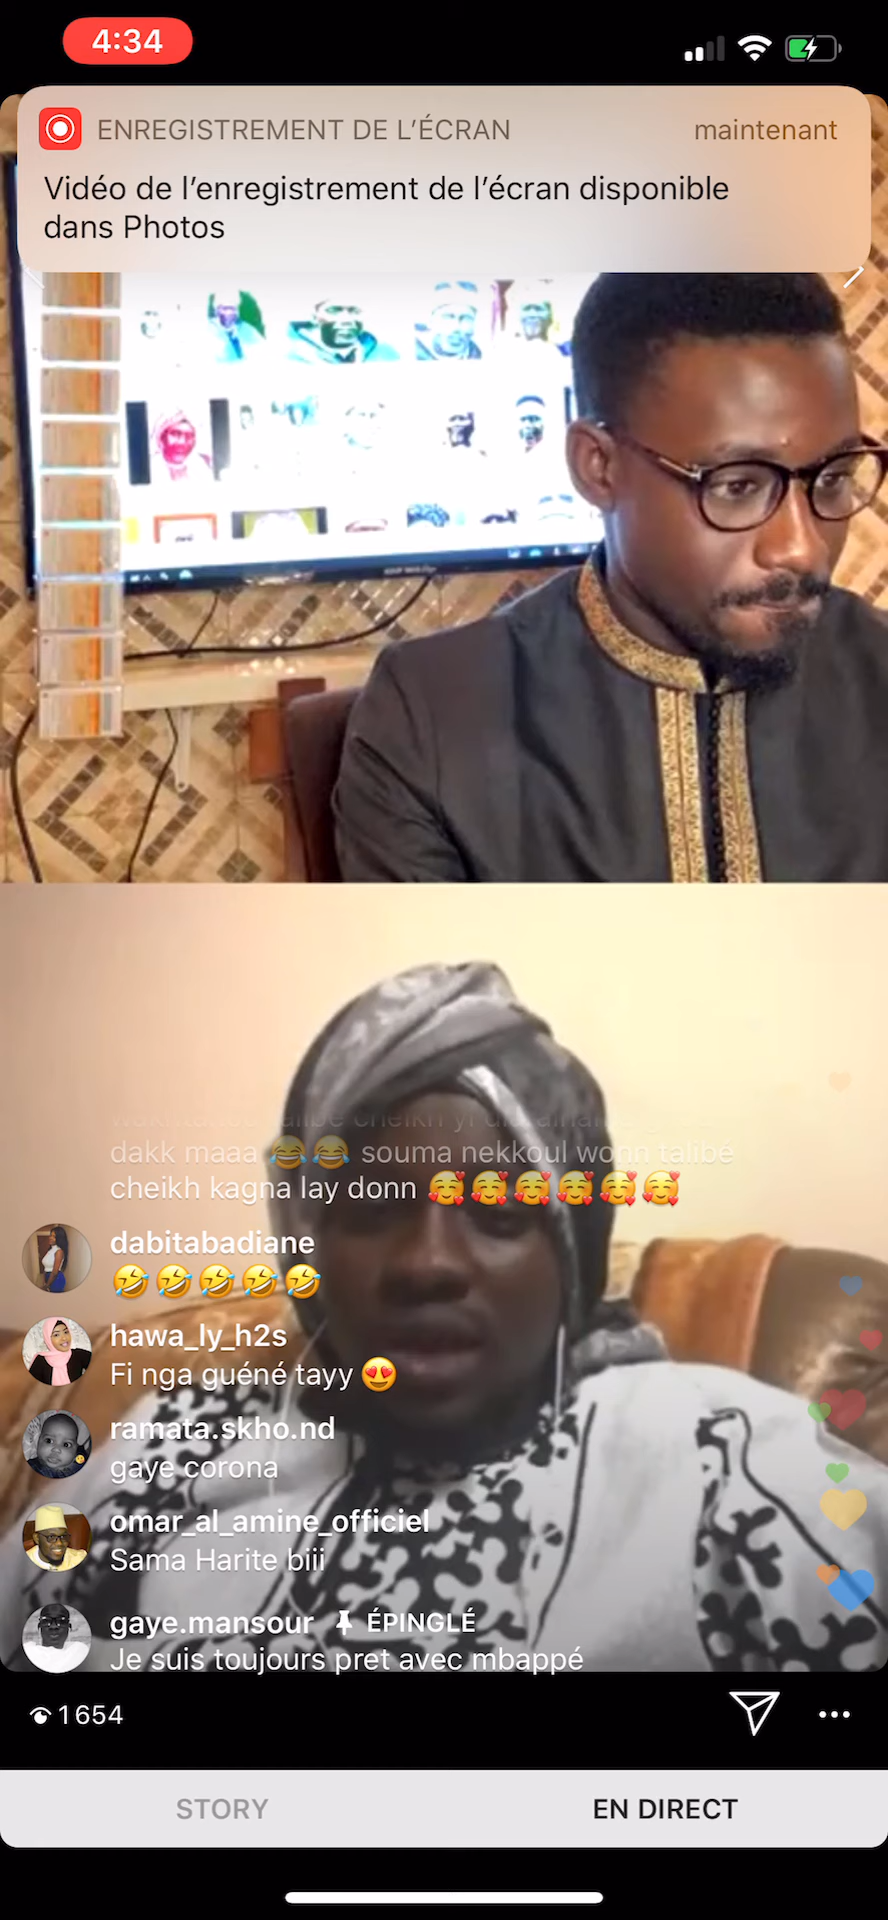 4:34
ENREGISTREMENT DE L'ÉCRAN
maintenant
Vidéo de l'enregistrement de l'écran disponible
dans Photos
dakk maaa 😂😂 souma nekkoul wonn talibé
cheikh kagna lay donn 🥰🥰🥰🥰🥰🥰
dabitabadiane
🤣🤣🤣🤣🤣
hawa_ly_h2s
Fi nga guéné tayy 😍
ramata.skho.nd
gaye corona
omar_al_amine_officiel
Sama Harite biii
gaye.mansour 📌 ÉPINGLÉ
Je suis toujours pret avec mbappé
1 654
STORY
EN DIRECT